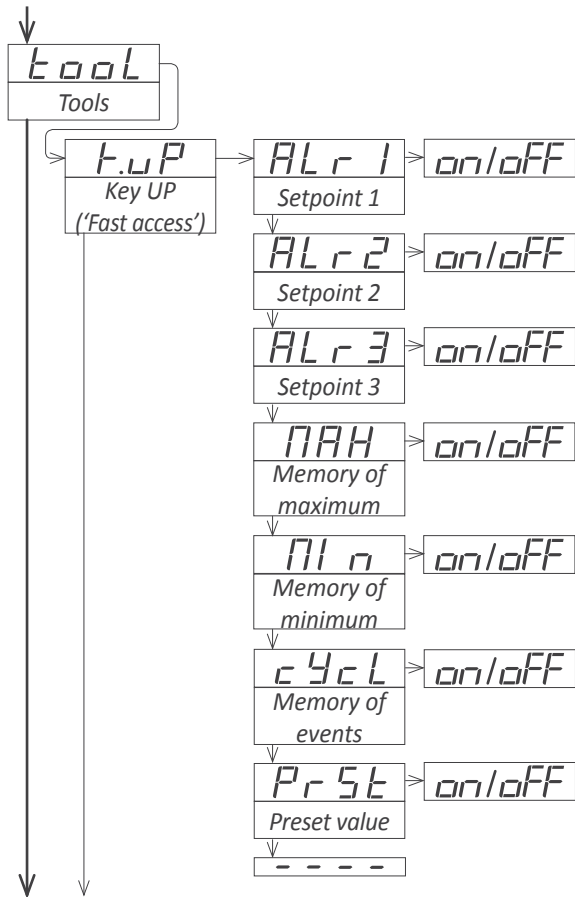 tooL
Tools
t.uP
Key UP
(‘Fast access’)
ALr1 on/oFF
Setpoint 1
ALr2 on/oFF
Setpoint 2
ALr3 on/oFF
Setpoint 3
MAH on/oFF
Memory of
maximum
MIn on/oFF
Memory of
minimum
cYcL on/oFF
Memory of
events
PrSt on/oFF
Preset value
- - - -